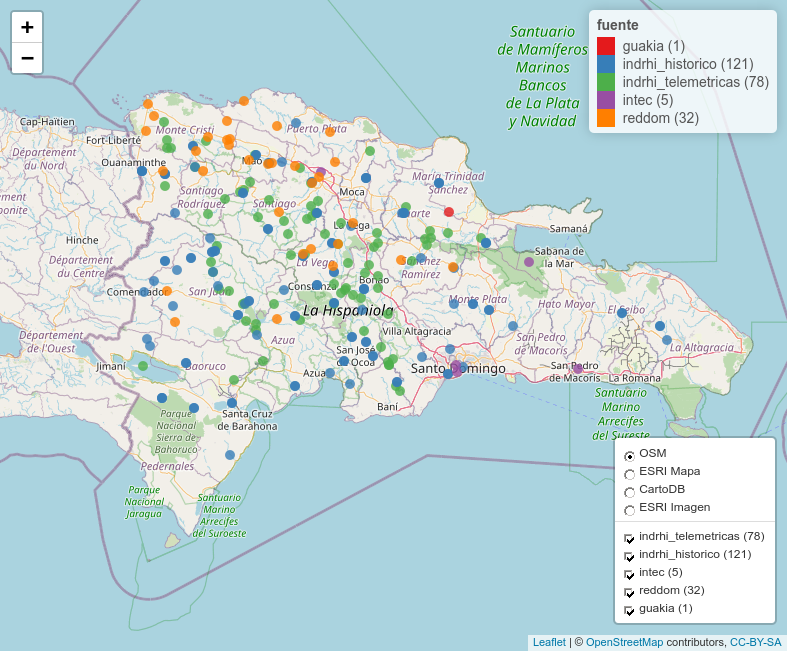 +
−
Santuario
de Mamíferos
Marinos
Bancos
de La Plata
y Navidad
fuente
guakia (1)
indrhi_historico (121)
indrhi_telemetricas (78)
intec (5)
reddom (32)
Cap-Haïtien
Fort-Liberté
Monte Cristi
Puerto Plata
Département
du Nord
Ouanaminthe
Mao
Santiago
Rodríguez
Santiago
Moca
María Trinidad
Sánchez
Duarte
La Vega
Samaná
Hinche
Sabana de
la Mar
Département
du Centre
La Vega
Sánchez
Ramírez
Comendador
San Juan
Constanza
Bonao
Monte Plata
Hato Mayor
El Seibo
La Hispaniola
Villa Altagracia
Département
de l'Ouest
Azua
San José
de Ocoa
San Pedro
de Macorís
La Altagracia
Jimaní
Baoruco
Azua
Santo Domingo
San Pedro
de Macorís
La Romana
Baní
Santa Cruz
de Barahona
Santuario
Marino
Arrecifes
del Sureste
Parque
Nacional
Sierra de
Bahoruco
Pedernales
Parque
Nacional
Jaragua
Santuario
Marino
Arrecifes
del Suroeste
OSM
ESRI Mapa
CartoDB
ESRI Imagen
indrhi_telemetricas (78)
indrhi_historico (121)
intec (5)
reddom (32)
guakia (1)
Leaflet | © OpenStreetMap contributors, CC-BY-SA